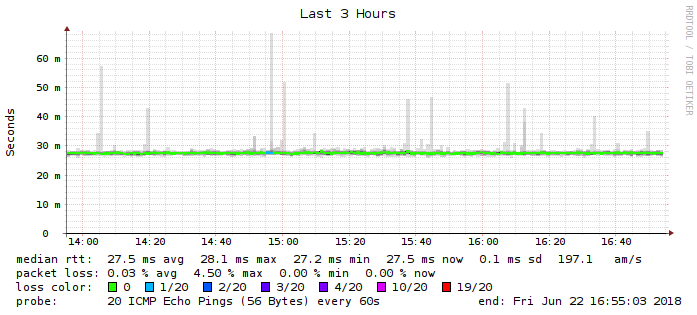 Last 3 Hours
RRDTOOL / TOBI OETIKER
Seconds
60 m
50 m
40 m
30 m
20 m
10 m
0
14:00 14:20 14:40 15:00 15:20 15:40 16:00 16:20 16:40
median rtt: 27.5 ms avg 28.1 ms max 27.2 ms min 27.5 ms now 0.1 ms sd 197.1 am/s
packet loss: 0.03 % avg 4.50 % max 0.00 % min 0.00 % now
loss color: 0 1/20 2/20 3/20 4/20 10/20 19/20
probe: 20 ICMP Echo Pings (56 Bytes) every 60s end: Fri Jun 22 16:55:03 2018